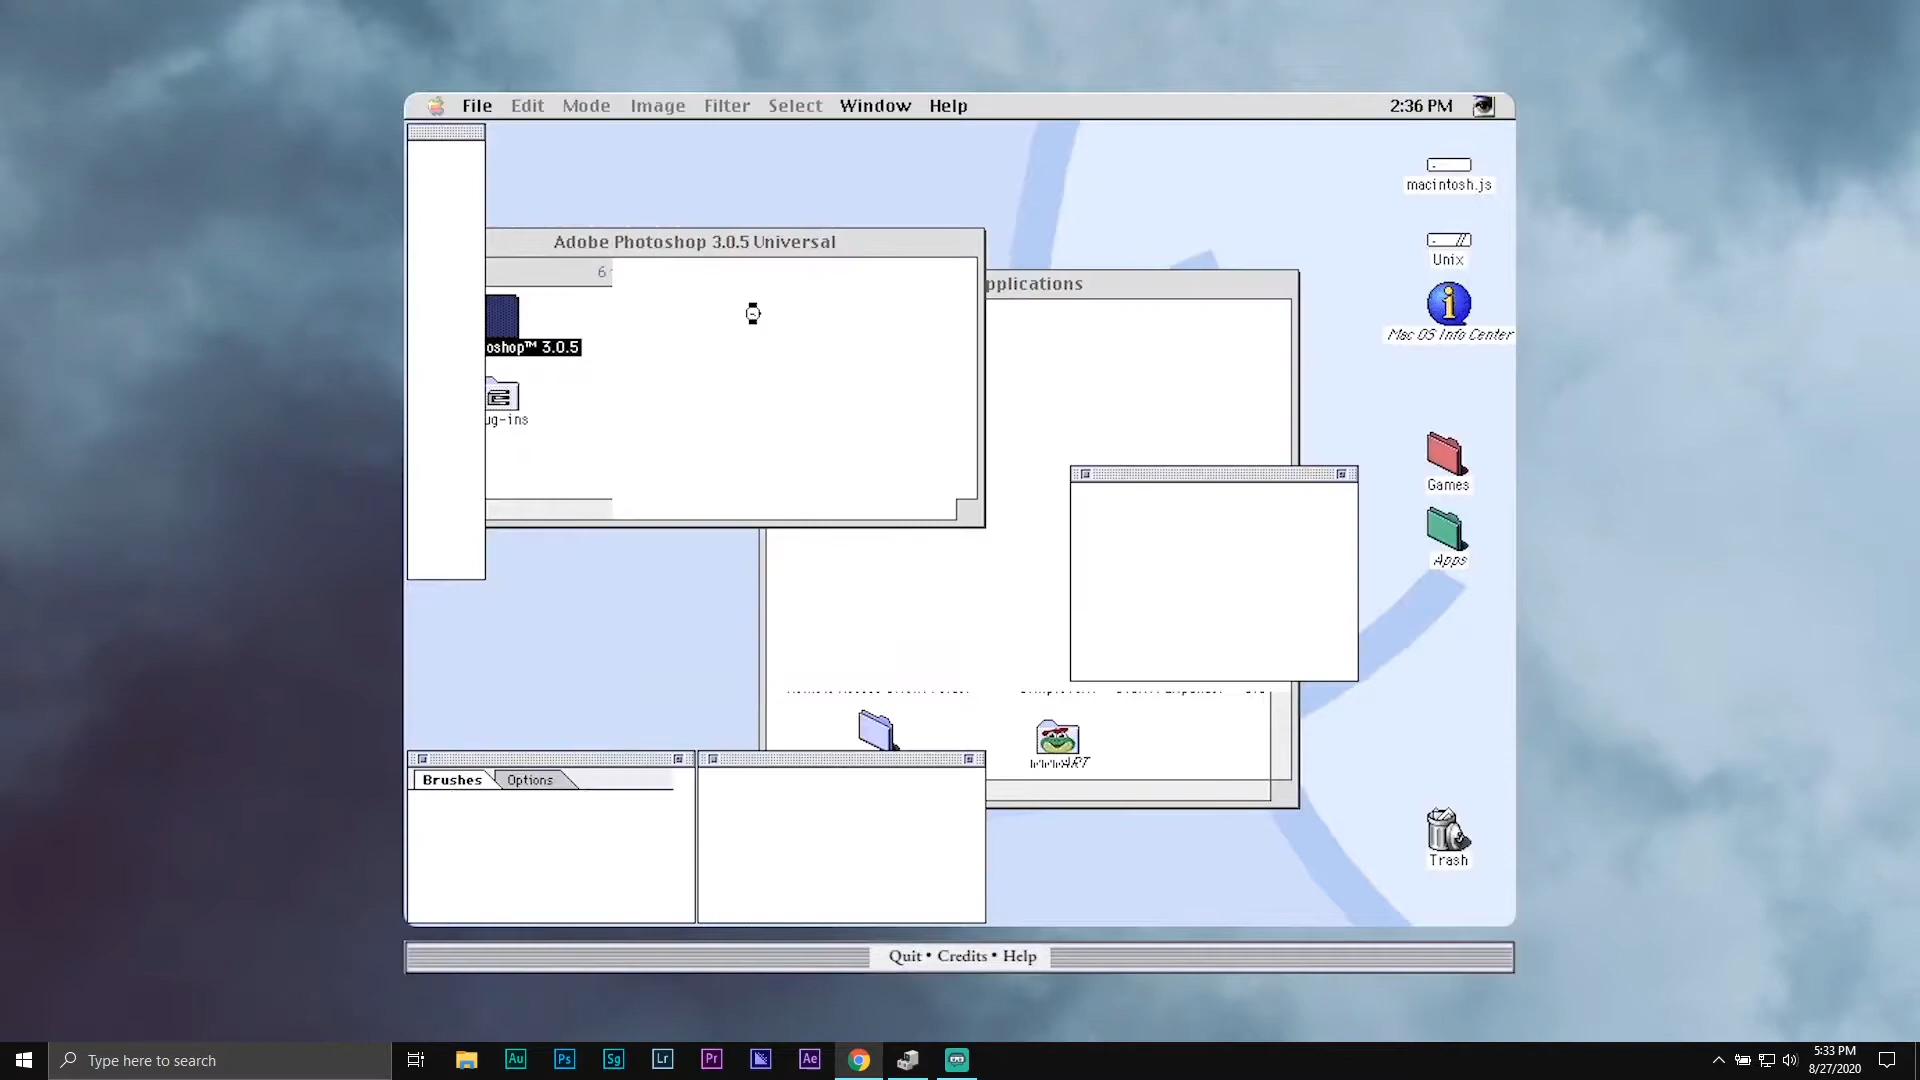 File Edit Mode Image Filter Select Window Help 2:36 PM
macintosh.js
Adobe Photoshop 3.0.5 Universal
Unix
6
pplications
Mac OS Info Center
oshop™ 3.0.5
ug-ins
Games
Apps
ART
Brushes Options
Trash
Quit • Credits • Help
Type here to search
Au Ps Sg Lr Pr Ae
5:33 PM
8/27/2020